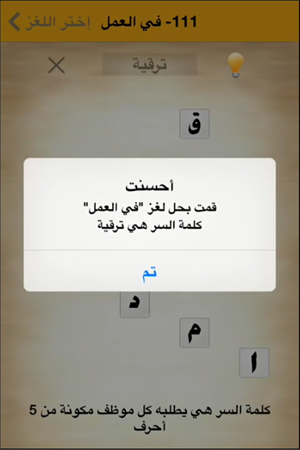 111- في العمل إختر اللغز
ترقية
ق
أحسنت
قمت بحل لغز "في العمل"
كلمة السر هي ترقية
تم
د
م
ا
كلمة السر هي يطلبه كل موظف مكونة من 5
أحرف